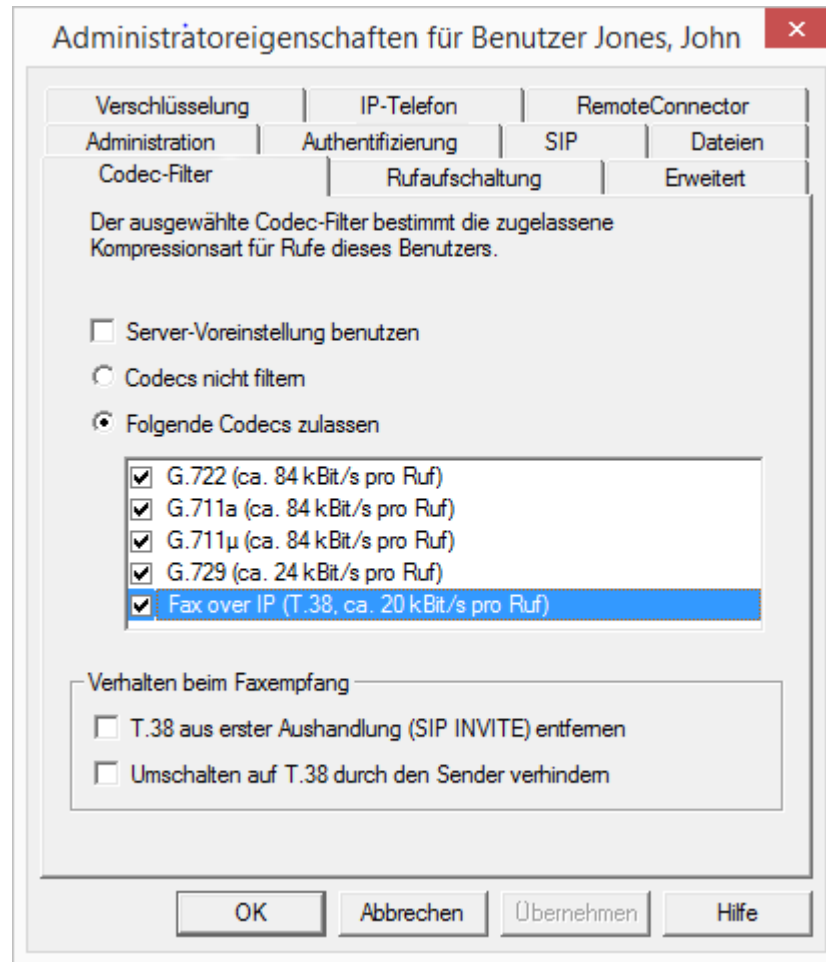 Administratoreigenschaften für Benutzer Jones, John
Verschlüsselung
IP-Telefon
RemoteConnector
Administration
Authentifizierung
SIP
Dateien
Codec-Filter
Rufaufschaltung
Erweitert
Der ausgewählte Codec-Filter bestimmt die zugelassene
Kompressionsart für Rufe dieses Benutzers.
Server-Voreinstellung benutzen
Codecs nicht filtern
Folgende Codecs zulassen
G.722 (ca. 84 kBit/s pro Ruf)
G.711a (ca. 84 kBit/s pro Ruf)
G.711µ (ca. 84 kBit/s pro Ruf)
G.729 (ca. 24 kBit/s pro Ruf)
Fax over IP (T.38, ca. 20 kBit/s pro Ruf)
Verhalten beim Faxempfang
T.38 aus erster Aushandlung (SIP INVITE) entfernen
Umschalten auf T.38 durch den Sender verhindern
OK
Abbrechen
Übernehmen
Hilfe